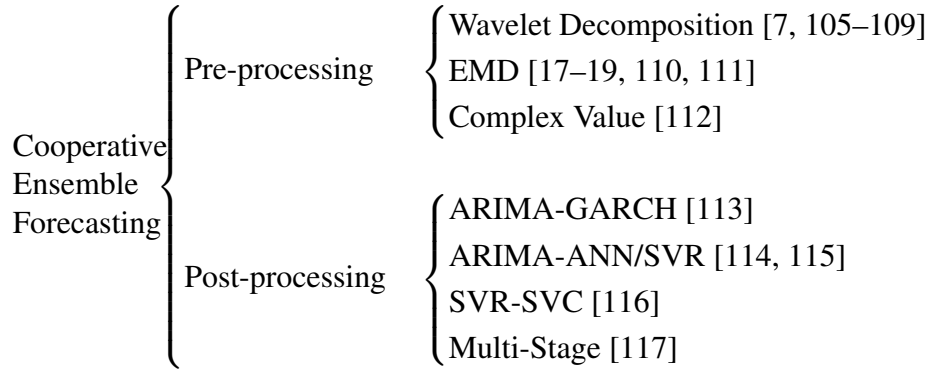 Cooperative
Ensemble
Forecasting
Pre-processing
Wavelet Decomposition [7, 105–109]
EMD [17–19, 110, 111]
Complex Value [112]
Post-processing
ARIMA-GARCH [113]
ARIMA-ANN/SVR [114, 115]
SVR-SVC [116]
Multi-Stage [117]